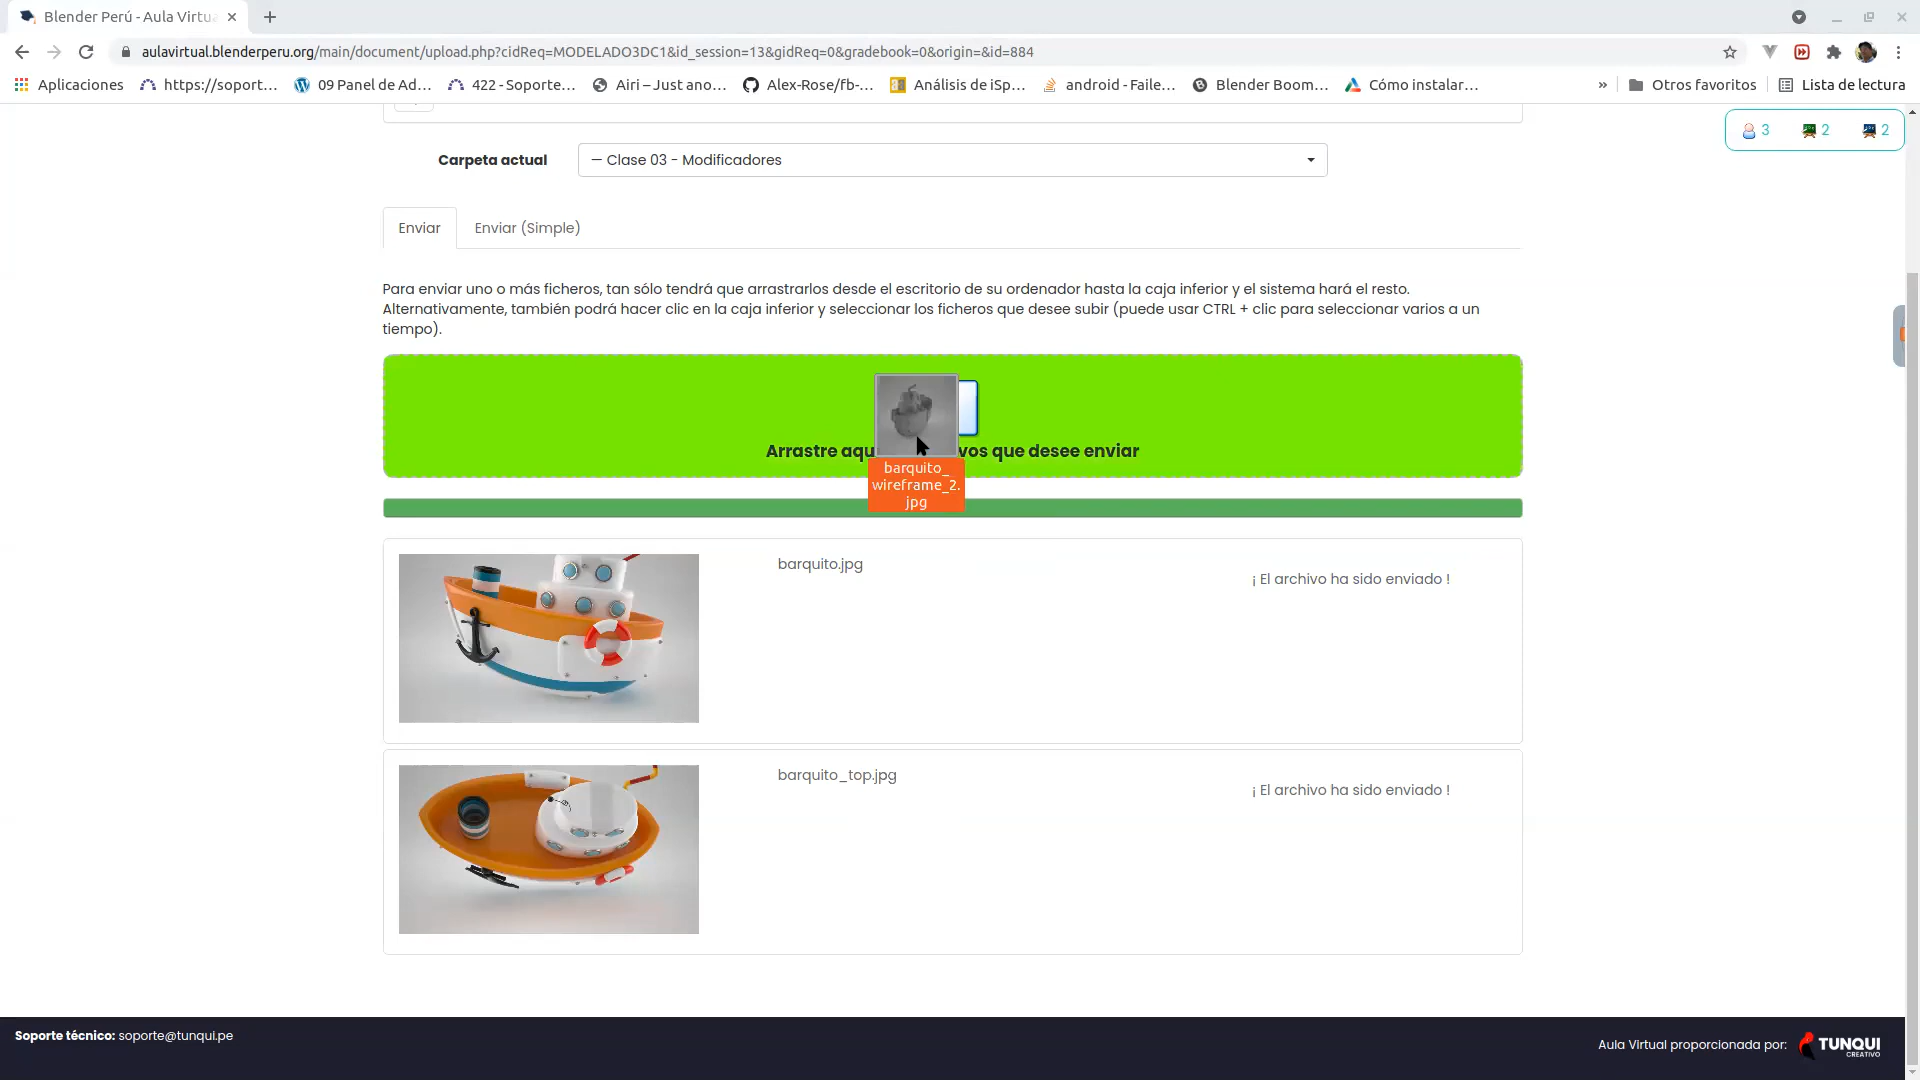 Blender Perú - Aula Virtua
aulavirtual.blenderperu.org/main/document/upload.php?cidReq=MODELADO3DC1&id_session=13&gidReq=0&gradebook=0&origin=&id=884
Aplicaciones
https://soport...
09 Panel de Ad...
422 - Soporte...
Airi – Just ano...
Alex-Rose/fb-...
Análisis de iSp...
android - Faile...
Blender Boom...
Cómo instalar...
»
Otros favoritos
Lista de lectura
3 2 2
Carpeta actual
— Clase 03 - Modificadores
Enviar
Enviar (Simple)
Para enviar uno o más ficheros, tan sólo tendrá que arrastrarlos desde el escritorio de su ordenador hasta la caja inferior y el sistema hará el resto.
Alternativamente, también podrá hacer clic en la caja inferior y seleccionar los ficheros que desee subir (puede usar CTRL + clic para seleccionar varios a un
tiempo).
Arrastre aqu vos que desee enviar
barquito_
wireframe_2.
jpg
barquito.jpg
¡ El archivo ha sido enviado !
barquito_top.jpg
¡ El archivo ha sido enviado !
Soporte técnico: soporte@tunqui.pe
Aula Virtual proporcionada por:
TUNQUI
CREATIVO